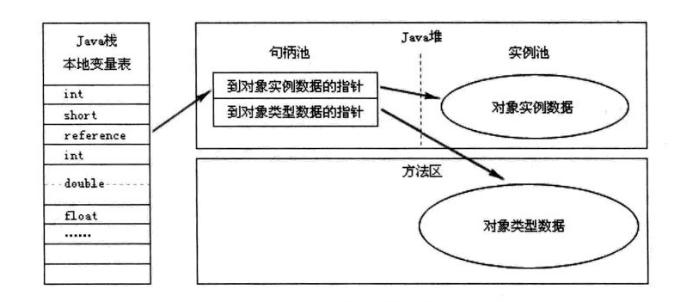 Java栈
本地变量表
int
short
reference
int
double
float
......
Java堆
句柄池
实例池
到对象实例数据的指针
到对象类型数据的指针
对象实例数据
方法区
对象类型数据